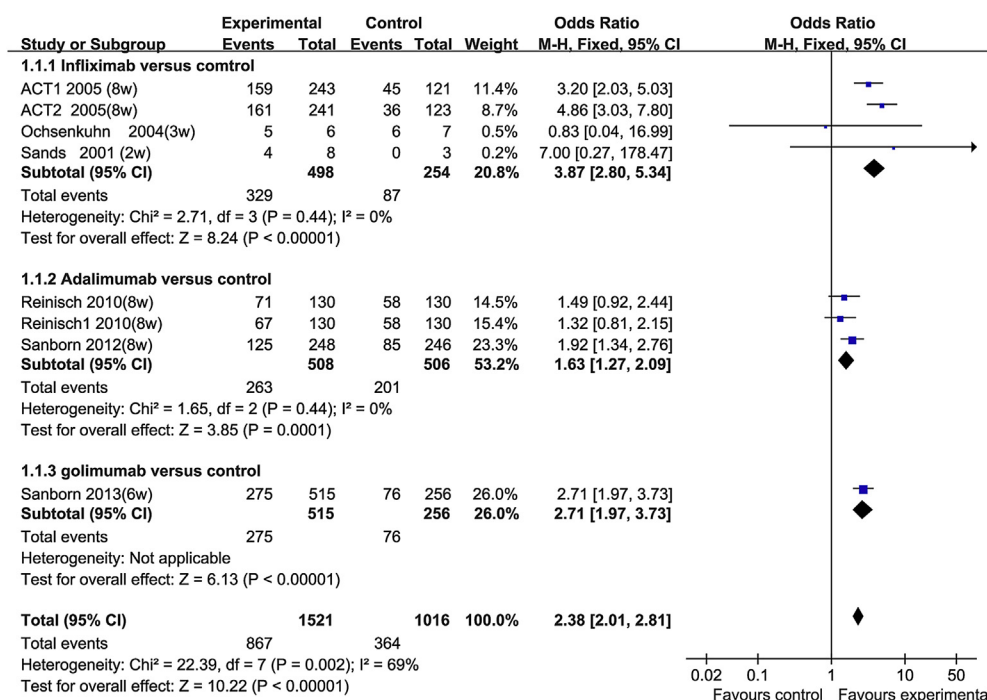 Experimental Control Odds Ratio Odds Ratio
Study or Subgroup Events Total Events Total Weight M-H, Fixed, 95% CI M-H, Fixed, 95% CI
1.1.1 Infliximab versus comtrol
ACT1 2005 (8w) 159 243 45 121 11.4% 3.20 [2.03, 5.03]
ACT2 2005(8w) 161 241 36 123 8.7% 4.86 [3.03, 7.80]
Ochsenkuhn 2004(3w) 5 6 6 7 0.5% 0.83 [0.04, 16.99]
Sands 2001 (2w) 4 8 0 3 0.2% 7.00 [0.27, 178.47]
Subtotal (95% CI) 498 254 20.8% 3.87 [2.80, 5.34]
Total events 329 87
Heterogeneity: Chi² = 2.71, df = 3 (P = 0.44); I² = 0%
Test for overall effect: Z = 8.24 (P < 0.00001)
1.1.2 Adalimumab versus control
Reinisch 2010(8w) 71 130 58 130 14.5% 1.49 [0.92, 2.44]
Reinisch1 2010(8w) 67 130 58 130 15.4% 1.32 [0.81, 2.15]
Sanborn 2012(8w) 125 248 85 246 23.3% 1.92 [1.34, 2.76]
Subtotal (95% CI) 508 506 53.2% 1.63 [1.27, 2.09]
Total events 263 201
Heterogeneity: Chi² = 1.65, df = 2 (P = 0.44); I² = 0%
Test for overall effect: Z = 3.85 (P = 0.0001)
1.1.3 golimumab versus control
Sanborn 2013(6w) 275 515 76 256 26.0% 2.71 [1.97, 3.73]
Subtotal (95% CI) 515 256 26.0% 2.71 [1.97, 3.73]
Total events 275 76
Heterogeneity: Not applicable
Test for overall effect: Z = 6.13 (P < 0.00001)
Total (95% CI) 1521 1016 100.0% 2.38 [2.01, 2.81]
Total events 867 364
Heterogeneity: Chi² = 22.39, df = 7 (P = 0.002); I² = 69%
Test for overall effect: Z = 10.22 (P < 0.00001)
0.02 0.1 1 10 50
Favours control Favours experimenta